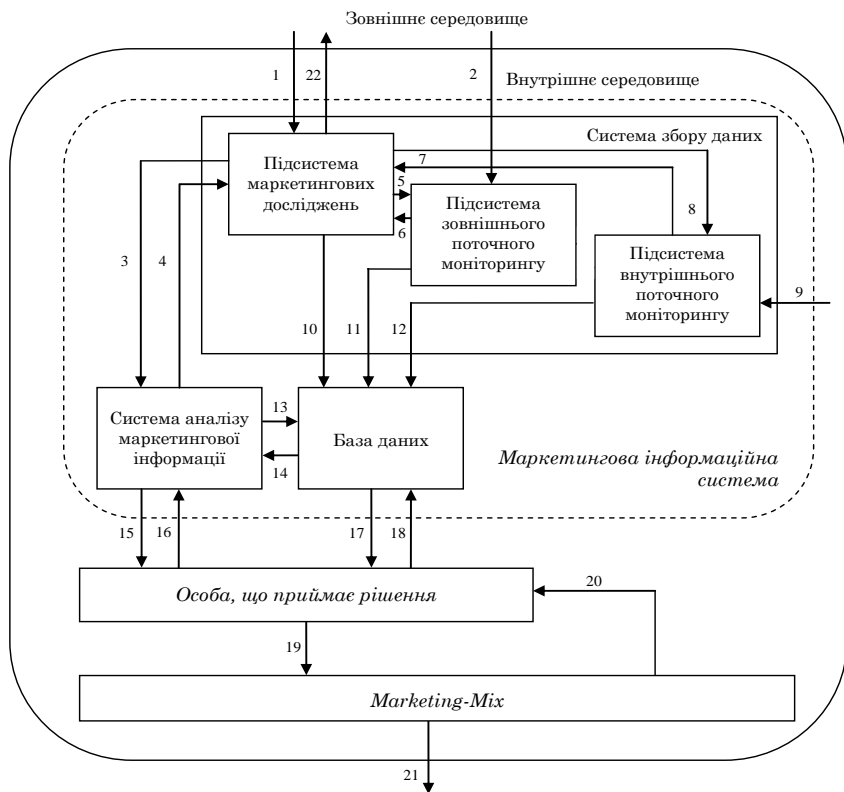 Зовнішнє середовище
1
22
2
Внутрішнє середовище
Система збору даних
Підсистема
маркетингових
досліджень
7
5
6
8
Підсистема
зовнішнього
поточного
моніторингу
Підсистема
внутрішнього
поточного
моніторингу
9
3
4
10
11
12
Система аналізу
маркетингової
інформації
13
14
База даних
Маркетингова інформаційна
система
15
16
17
18
Особа, що приймає рішення
20
19
Marketing-Mix
21